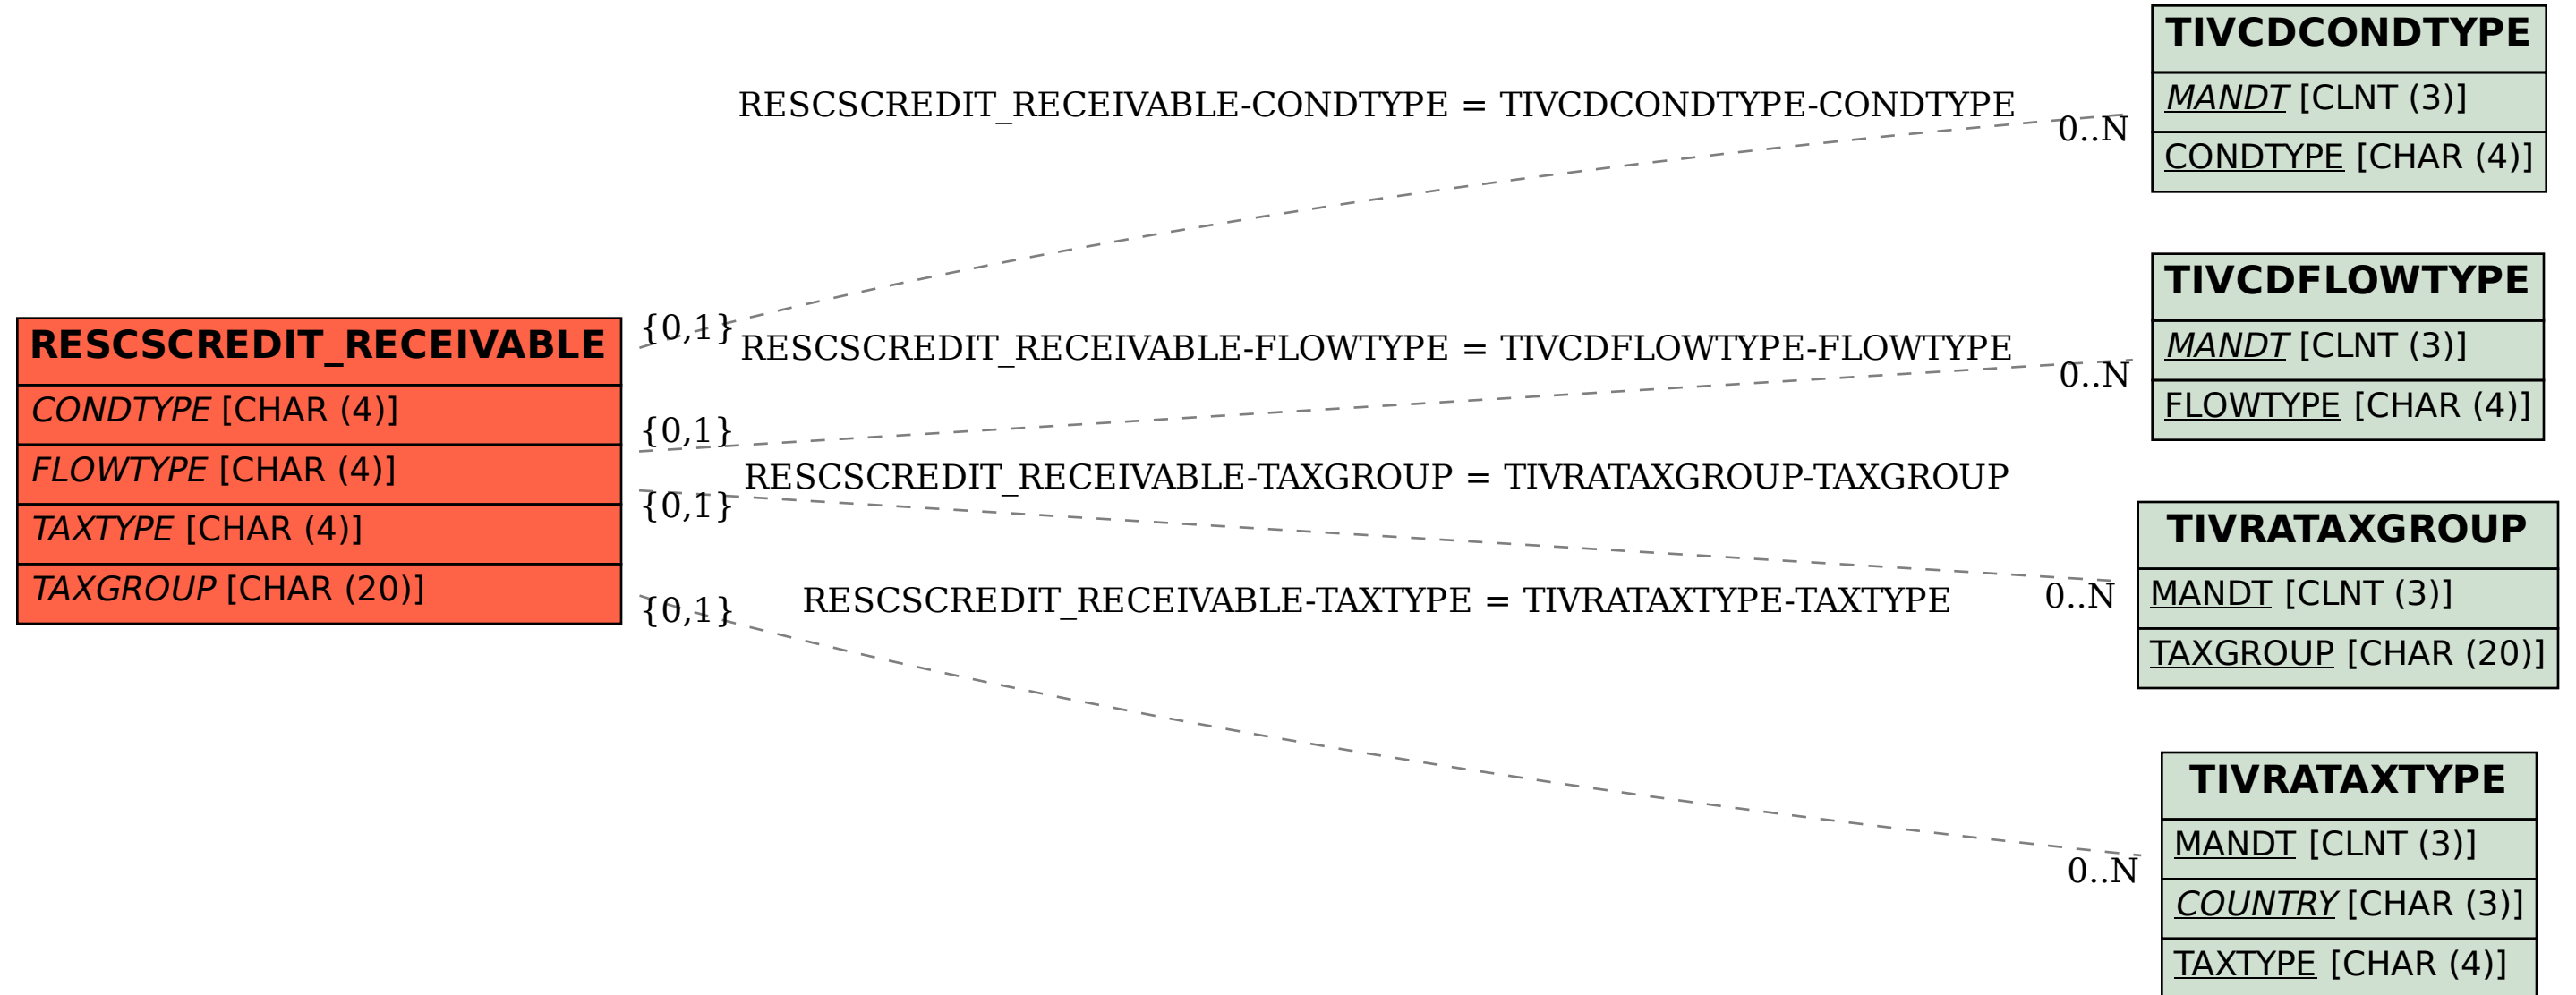 RESCSCREDIT_RECEIVABLE
CONDTYPE [CHAR (4)]
FLOWTYPE [CHAR (4)]
TAXTYPE [CHAR (4)]
TAXGROUP [CHAR (20)]
RESCSCREDIT_RECEIVABLE-CONDTYPE = TIVCDCONDTYPE-CONDTYPE
{0,1}
0..N
RESCSCREDIT_RECEIVABLE-FLOWTYPE = TIVCDFLOWTYPE-FLOWTYPE
{0,1}
0..N
RESCSCREDIT_RECEIVABLE-TAXGROUP = TIVRATAXGROUP-TAXGROUP
{0,1}
0..N
RESCSCREDIT_RECEIVABLE-TAXTYPE = TIVRATAXTYPE-TAXTYPE
{0,1}
0..N
TIVCDCONDTYPE
MANDT [CLNT (3)]
CONDTYPE [CHAR (4)]
TIVCDFLOWTYPE
MANDT [CLNT (3)]
FLOWTYPE [CHAR (4)]
TIVRATAXGROUP
MANDT [CLNT (3)]
TAXGROUP [CHAR (20)]
TIVRATAXTYPE
MANDT [CLNT (3)]
COUNTRY [CHAR (3)]
TAXTYPE [CHAR (4)]